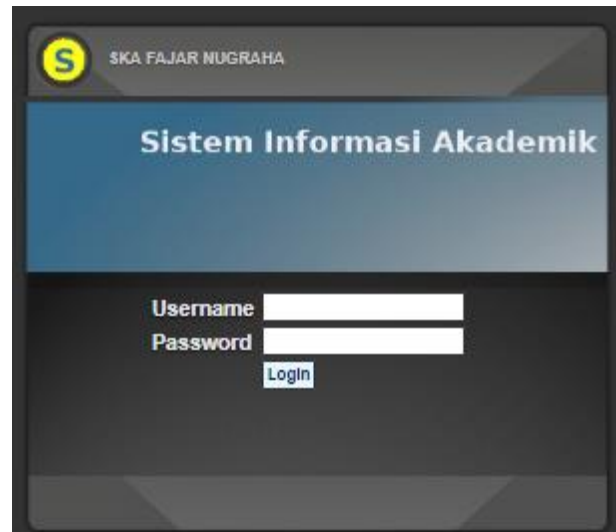 S
SKA FAJAR NUGRAHA
Sistem Informasi Akademik
Username
Password
Login